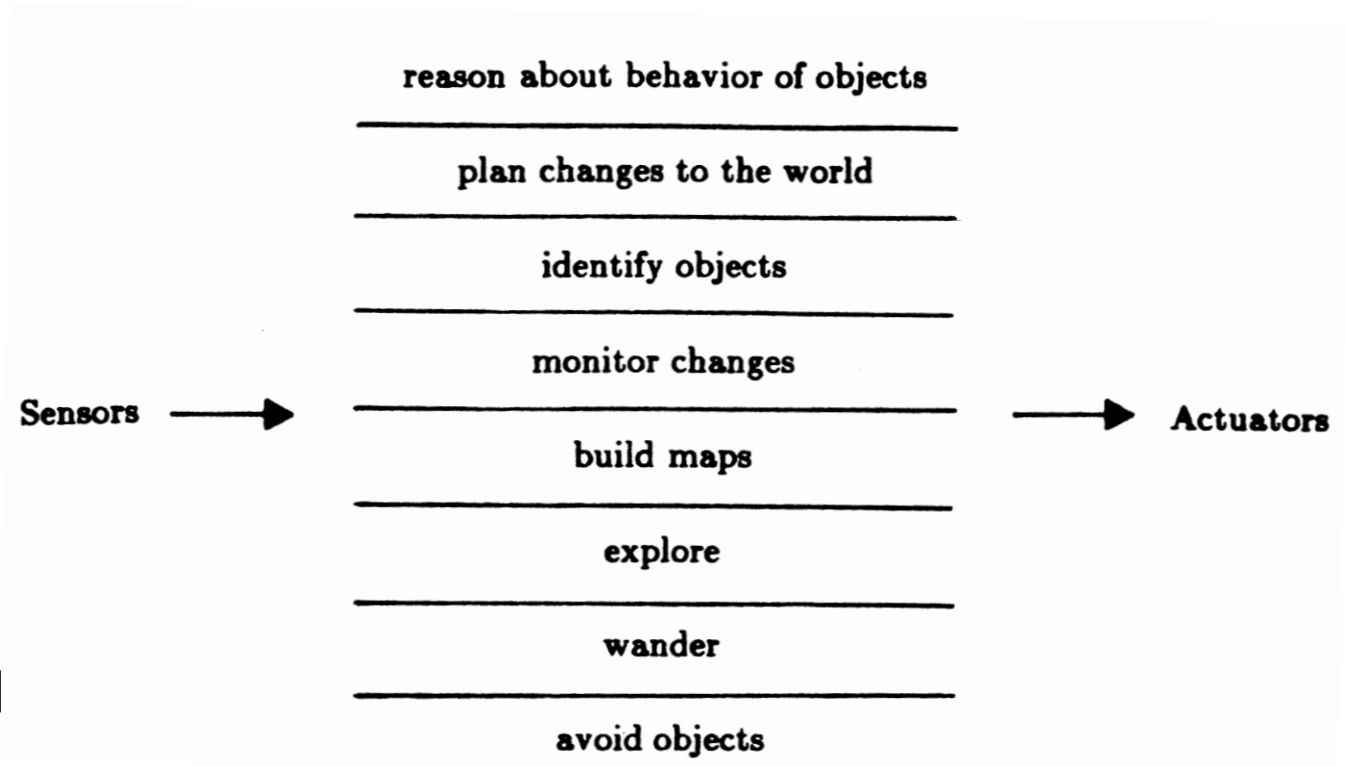 reason about behavior of objects
plan changes to the world
identify objects
monitor changes
Sensors
Actuators
build maps
explore
wander
avoid objects